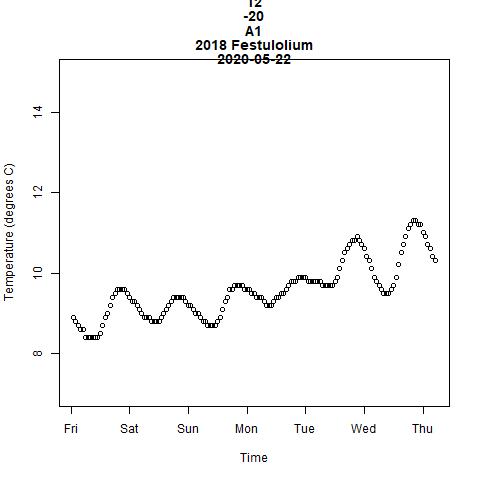 -20
A1
2018 Festulolium
2020-05-22
Temperature (degrees C)
14
12
10
8
Fri Sat Sun Mon Tue Wed Thu
Time